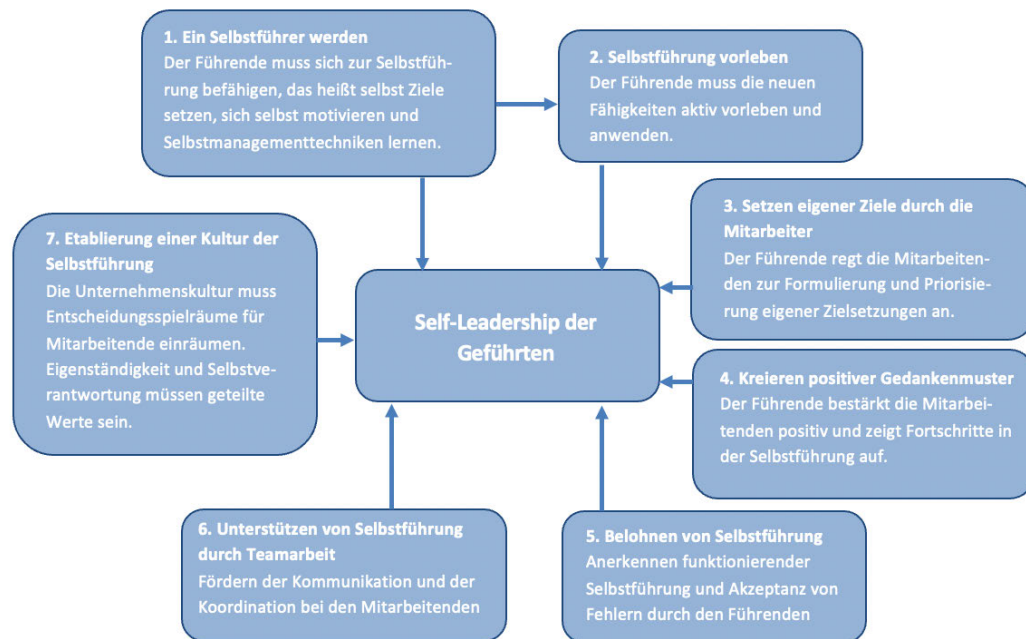 1. Ein Selbstführer werden
Der Führende muss sich zur Selbstfüh-
rung befähigen, das heißt selbst Ziele
setzen, sich selbst motivieren und
Selbstmanagementtechniken lernen.
2. Selbstführung vorleben
Der Führende muss die neuen
Fähigkeiten aktiv vorleben und
anwenden.
3. Setzen eigener Ziele durch die
Mitarbeiter
Der Führende regt die Mitarbeiten-
den zur Formulierung und Priorisie-
rung eigener Zielsetzungen an.
4. Kreieren positiver Gedankenmuster
Der Führende bestärkt die Mitarbei-
tenden positiv und zeigt Fortschritte in
der Selbstführung auf.
5. Belohnen von Selbstführung
Anerkennen funktionierender
Selbstführung und Akzeptanz von
Fehlern durch den Führenden
6. Unterstützen von Selbstführung
durch Teamarbeit
Fördern der Kommunikation und der
Koordination bei den Mitarbeitenden
7. Etablierung einer Kultur der
Selbstführung
Die Unternehmenskultur muss
Entscheidungsspielräume für
Mitarbeitende einräumen.
Eigenständigkeit und Selbstver-
antwortung müssen geteilte
Werte sein.
Self-Leadership der
Geführten